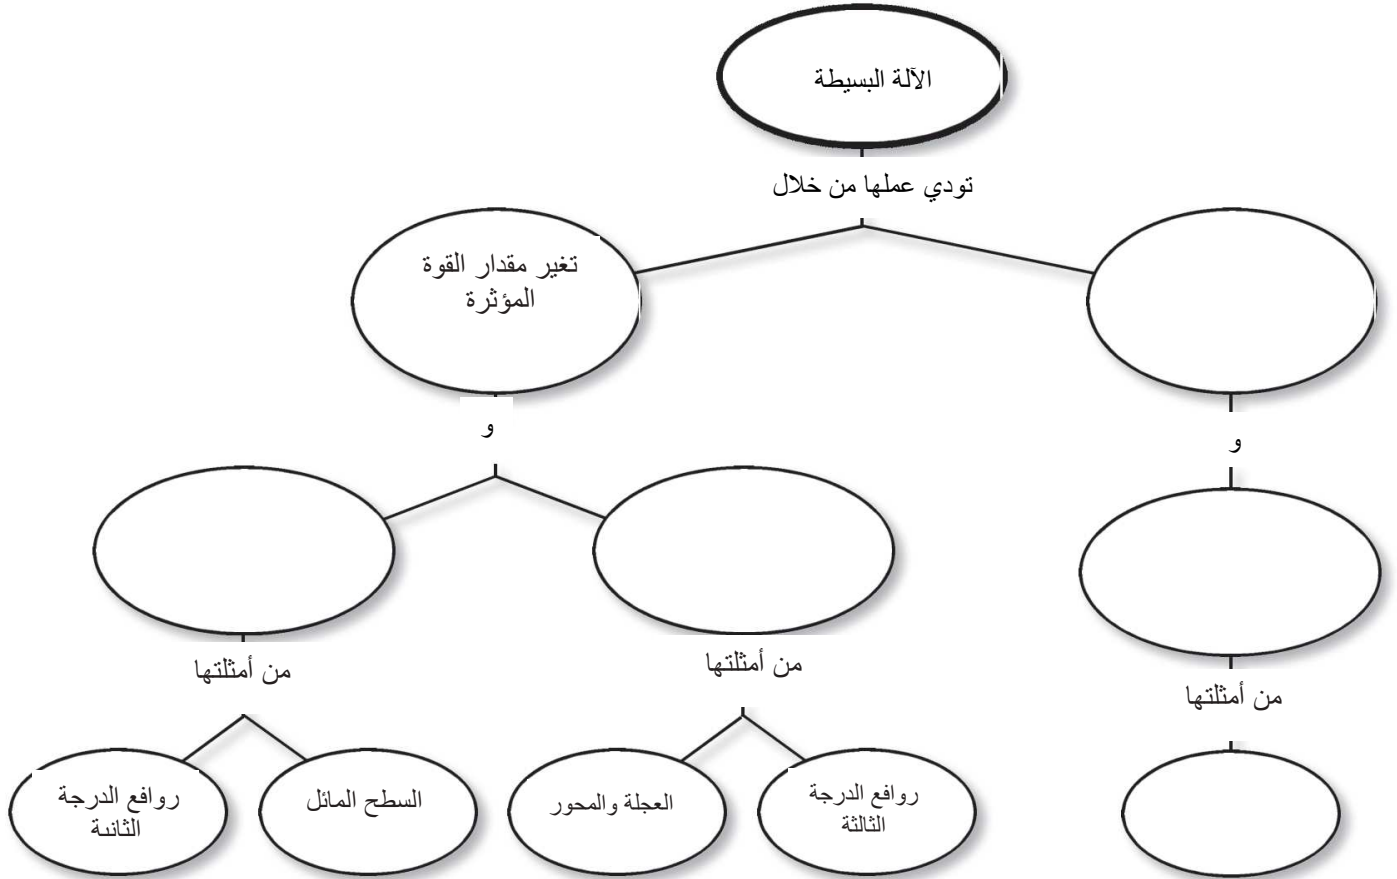 الآلة البسيطة
تودي عملها من خلال
تغير مقدار القوة
المؤثرة
و
و
من أمثلتها
من أمثلتها
من أمثلتها
العجلة والمحور
روافع الدرجة
الثالثة
روافع الدرجة
الثانية
السطح المائل